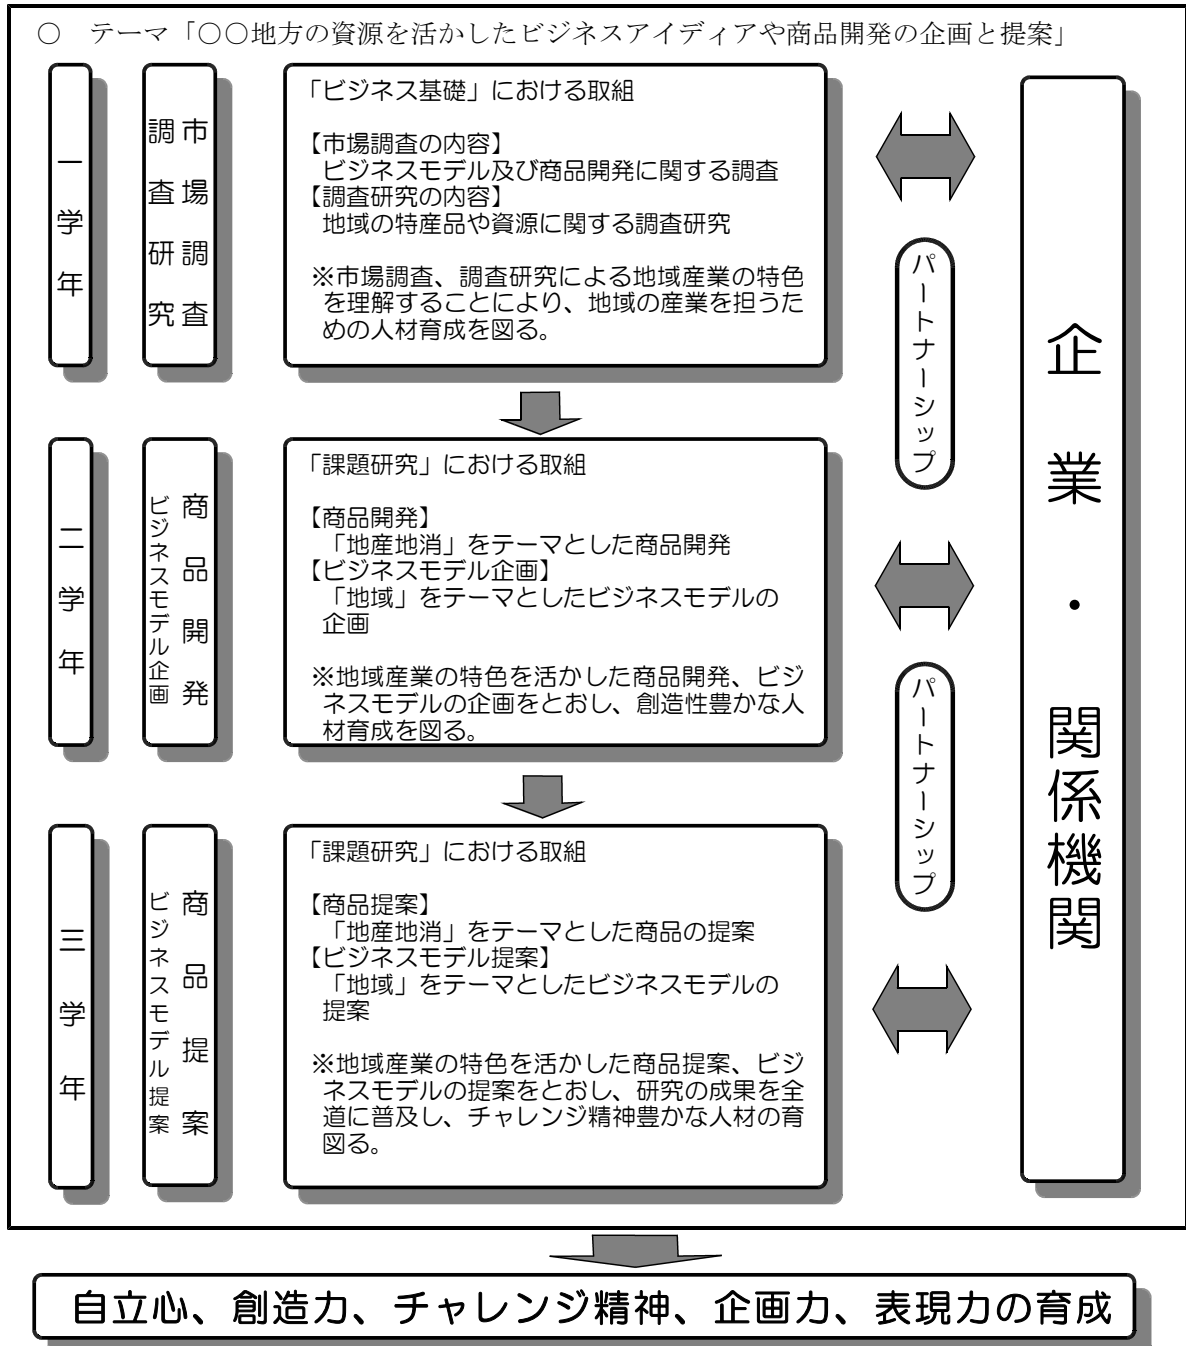 ○　テーマ「○○地方の資源を活かしたビジネスアイディアや商品開発の企画と提案」
一学年
市場調査
調査研究
「ビジネス基礎」における取組
【市場調査の内容】
ビジネスモデル及び商品開発に関する調査
【調査研究の内容】
地域の特産品や資源に関する調査研究
※市場調査、調査研究による地域産業の特色
を理解することにより、地域の産業を担うた
めの人材育成を図る。
パートナーシップ
企業・関係機関
二学年
商品開発
ビジネスモデル企画
「課題研究」における取組
【商品開発】
「地産地消」をテーマとした商品開発
【ビジネスモデル企画】
「地域」をテーマとしたビジネスモデルの
企画
※地域産業の特色を活かした商品開発、ビジ
ネスモデルの企画をとおし、創造性豊かな人
材育成を図る。
パートナーシップ
三学年
商品提案
ビジネスモデル提案
「課題研究」における取組
【商品提案】
「地産地消」をテーマとした商品の提案
【ビジネスモデル提案】
「地域」をテーマとしたビジネスモデルの
提案
※地域産業の特色を活かした商品提案、ビジ
ネスモデルの提案をとおし、研究の成果を全
道に普及し、チャレンジ精神豊かな人材の育
図る。
自立心、創造力、チャレンジ精神、企画力、表現力の育成